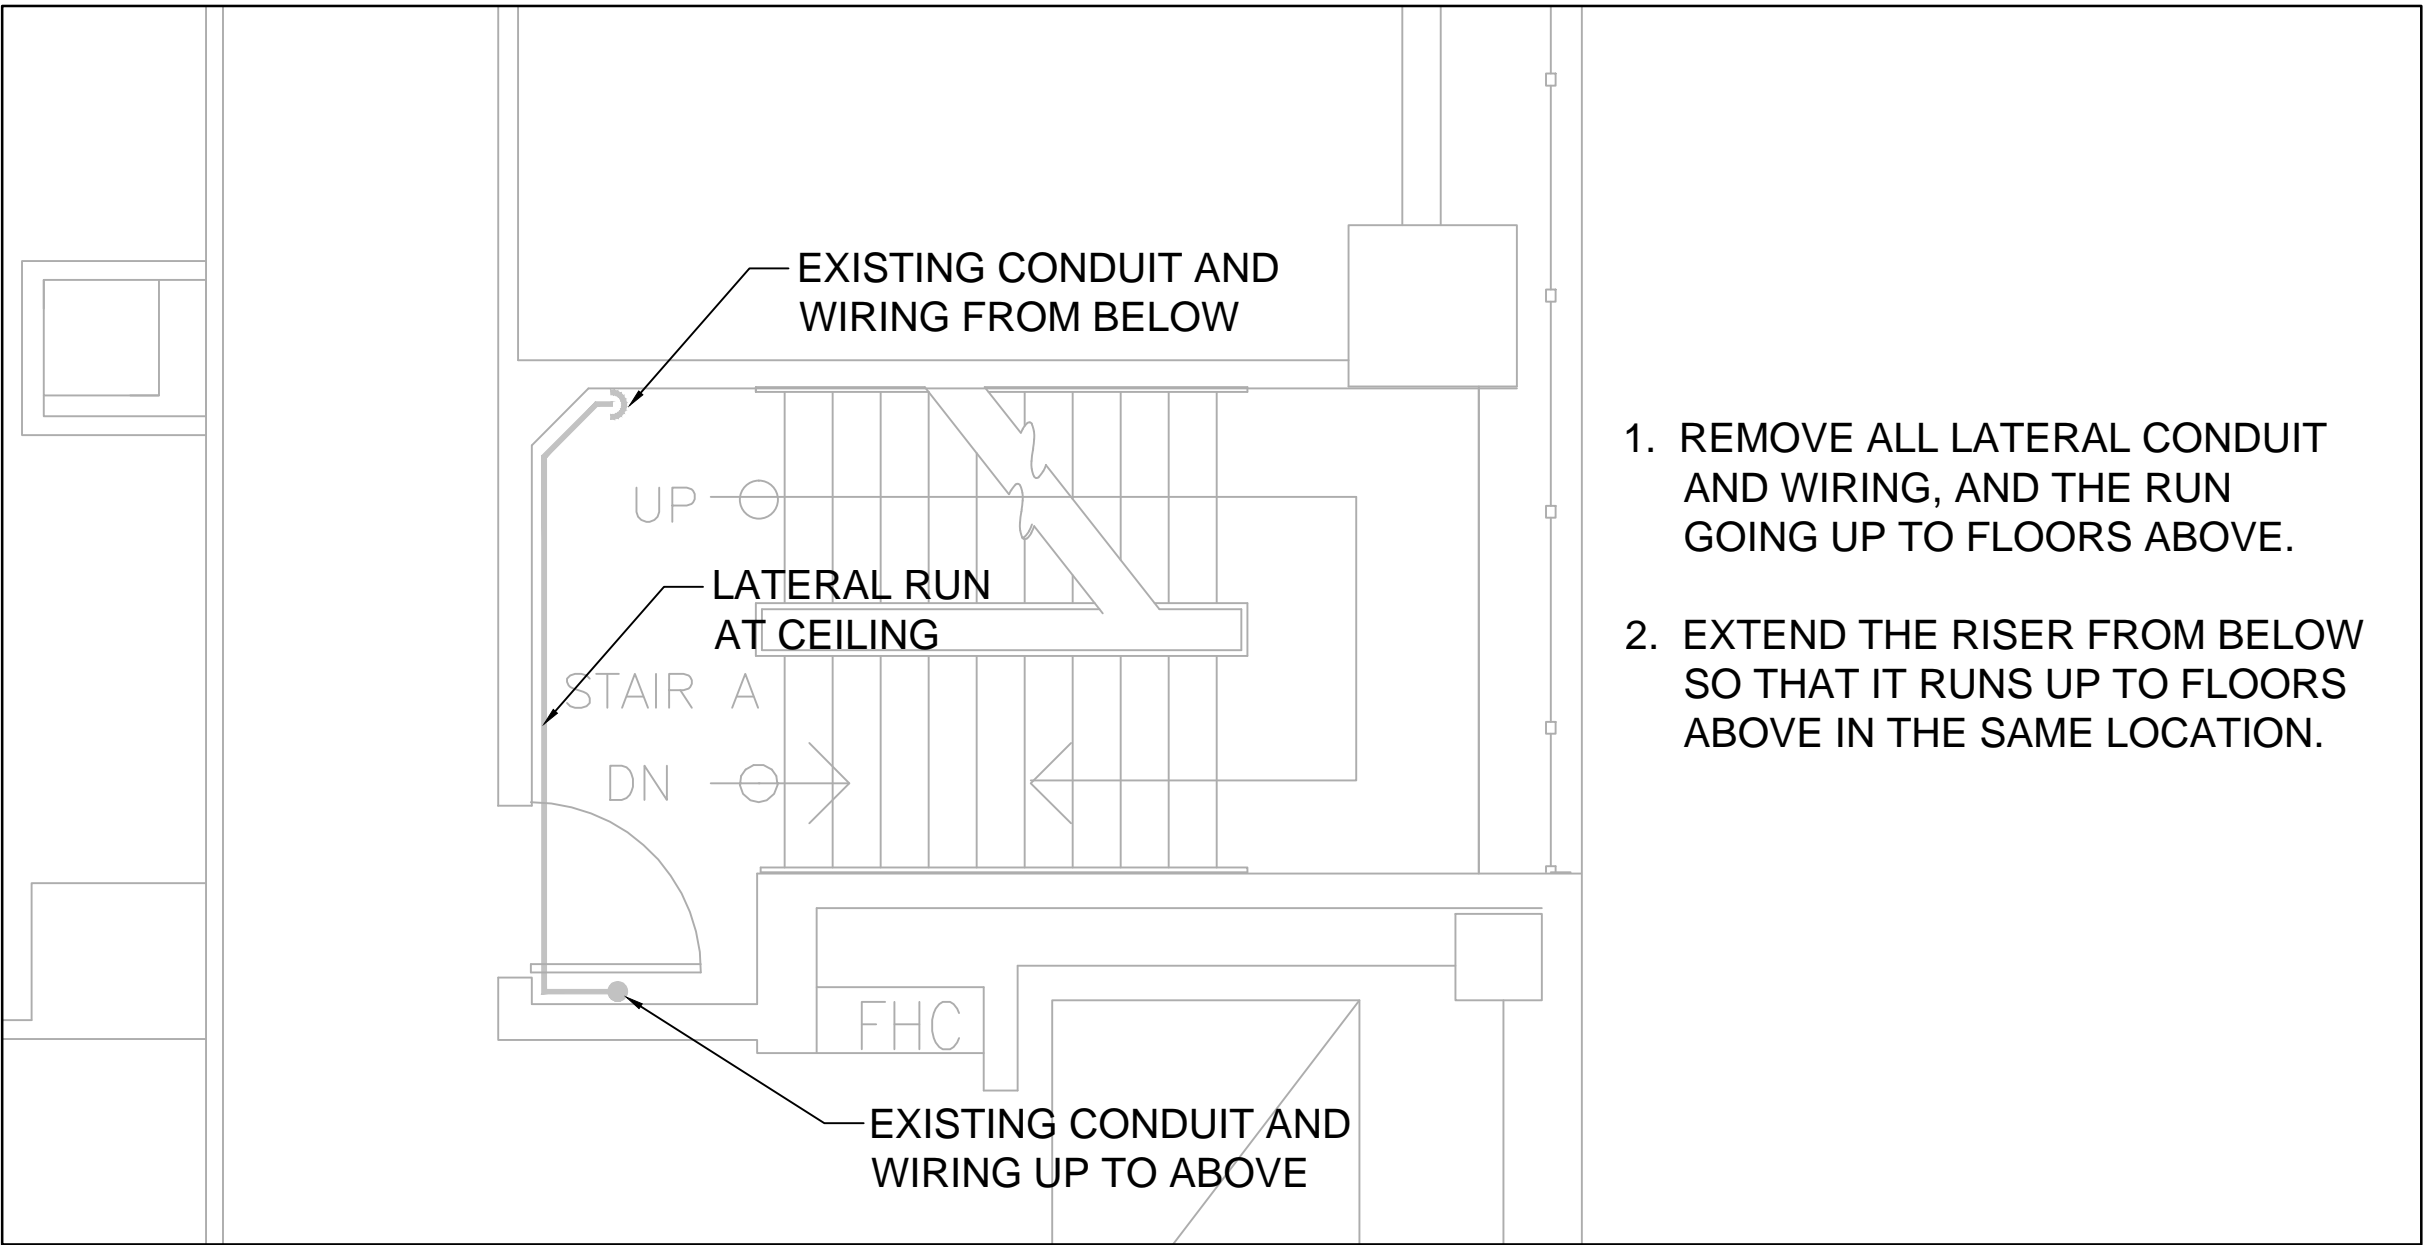 EXISTING CONDUIT AND
WIRING FROM BELOW
UP
LATERAL RUN
AT CEILING
STAIR A
DN
FHC
EXISTING CONDUIT AND
WIRING UP TO ABOVE
1. REMOVE ALL LATERAL CONDUIT
AND WIRING, AND THE RUN
GOING UP TO FLOORS ABOVE.
2. EXTEND THE RISER FROM BELOW
SO THAT IT RUNS UP TO FLOORS
ABOVE IN THE SAME LOCATION.